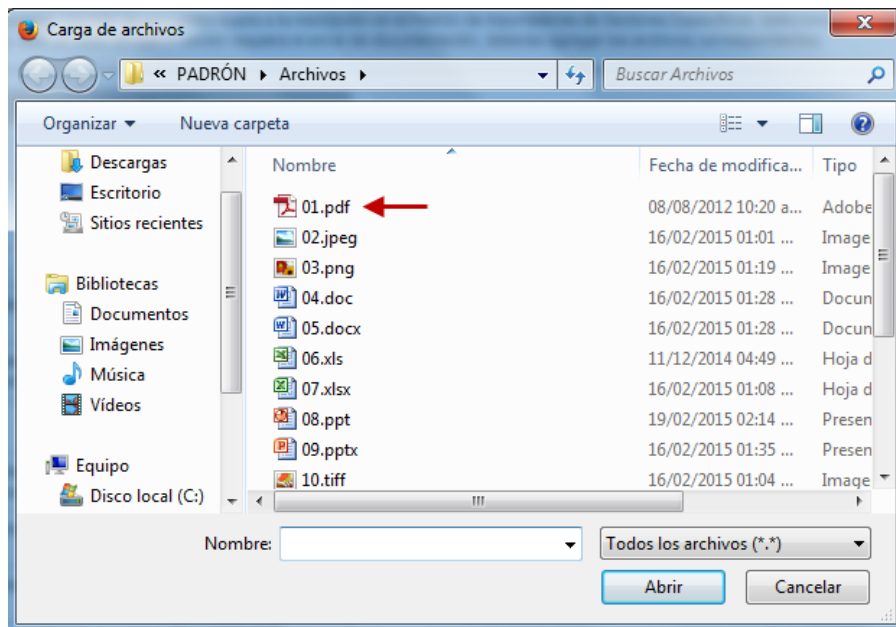 Carga de archivos
« PADRÓN Archivos
Buscar Archivos
Organizar Nueva carpeta
Descargas
Escritorio
Sitios recientes
Bibliotecas
Documentos
Imágenes
Música
Vídeos
Equipo
Disco local (C:)
Nombre Fecha de modifica... Tipo
01.pdf 08/08/2012 10:20 a... Adobe
02.jpeg 16/02/2015 01:01 ... Image
03.png 16/02/2015 01:19 ... Image
04.doc 16/02/2015 01:28 ... Docun
05.docx 16/02/2015 01:28 ... Docun
06.xls 11/12/2014 04:49 ... Hoja d
07.xlsx 16/02/2015 01:08 ... Hoja d
08.ppt 19/02/2015 02:14 ... Presen
09.pptx 16/02/2015 01:35 ... Presen
10.tiff 16/02/2015 01:04 ... Image
Nombre: Todos los archivos (*.*)
Abrir Cancelar